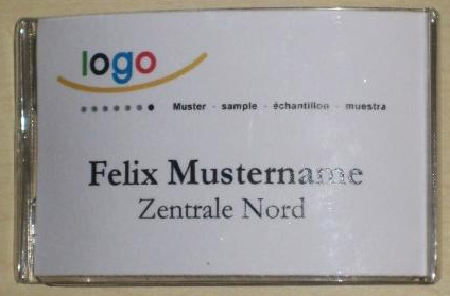 logo
Muster - sample - échantillon - muestra
Felix Mustername
Zentrale Nord